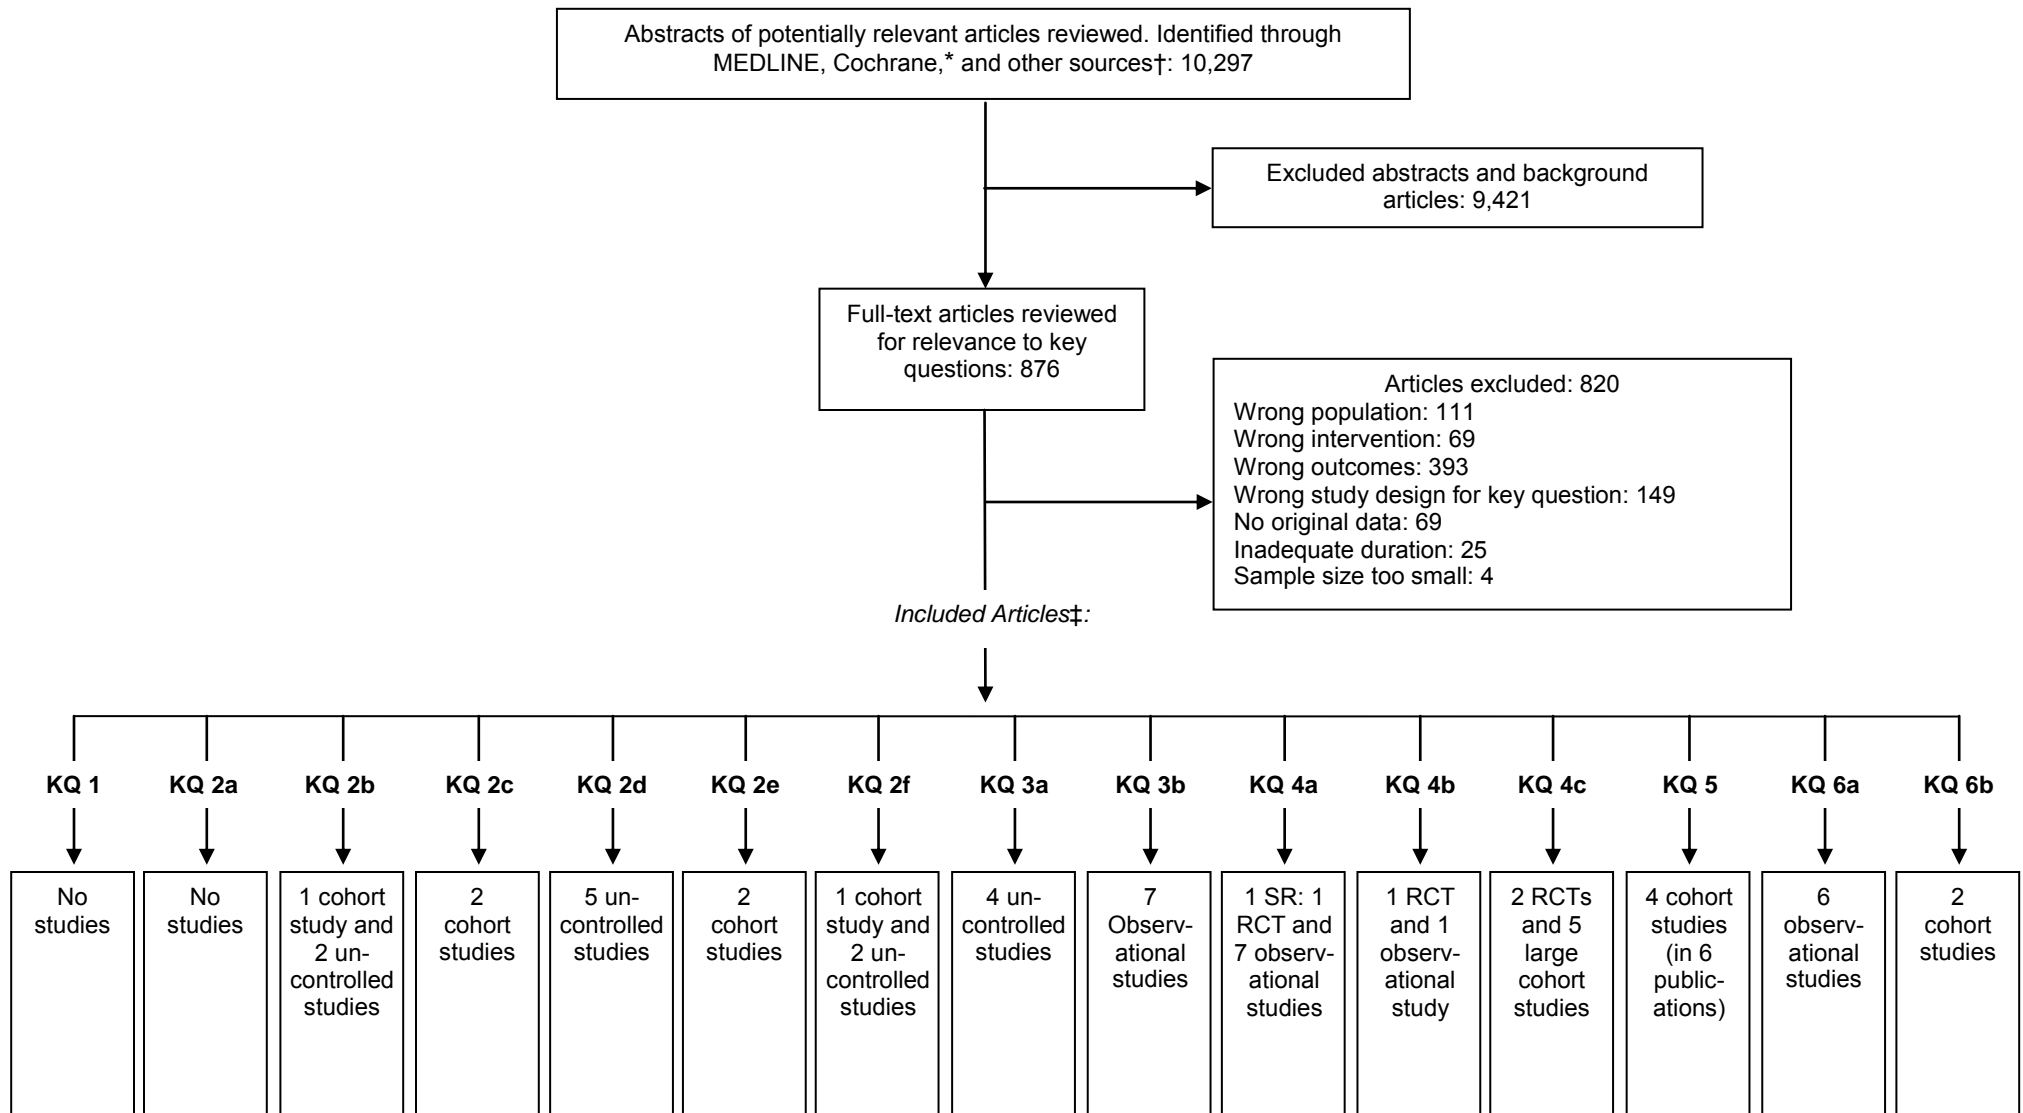 Abstracts of potentially relevant articles reviewed. Identified through
MEDLINE, Cochrane,* and other sources†: 10,297
Excluded abstracts and background
articles: 9,421
Full-text articles reviewed
for relevance to key
questions: 876
Articles excluded: 820
Wrong population: 111
Wrong intervention: 69
Wrong outcomes: 393
Wrong study design for key question: 149
No original data: 69
Inadequate duration: 25
Sample size too small: 4
Included Articles‡:
KQ 1
KQ 2a
KQ 2b
KQ 2c
KQ 2d
KQ 2e
KQ 2f
KQ 3a
KQ 3b
KQ 4a
KQ 4b
KQ 4c
KQ 5
KQ 6a
KQ 6b
No
studies
No
studies
1 cohort
study and
2 un-
controlled
studies
2
cohort
studies
5 un-
controlled
studies
2
cohort
studies
1 cohort
study and
2 un-
controlled
studies
4 un-
controlled
studies
7
Observ-
ational
studies
1 SR: 1
RCT and
7 observ-
ational
studies
1 RCT
and 1
observ-
ational
study
2 RCTs
and 5
large
cohort
studies
4 cohort
studies
(in 6
public-
ations)
6
observ-
ational
studies
2
cohort
studies